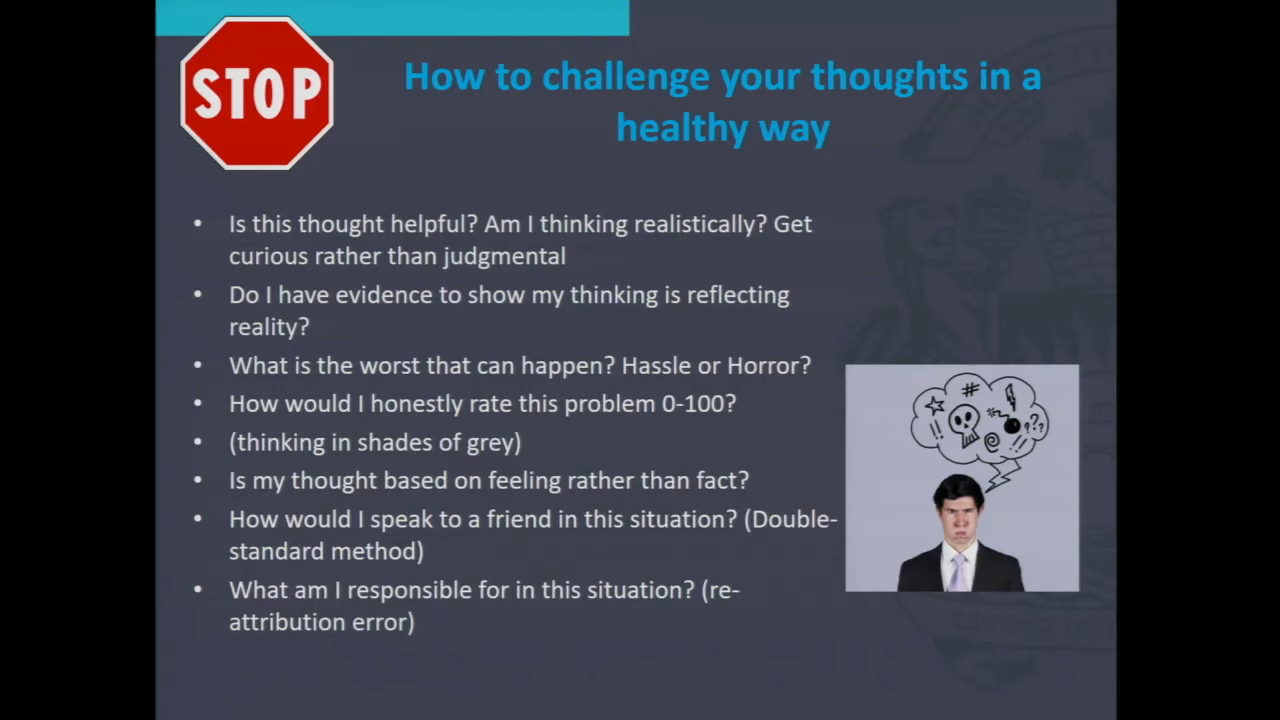 STOP
How to challenge your thoughts in a
healthy way
• Is this thought helpful? Am I thinking realistically? Get
curious rather than judgmental
• Do I have evidence to show my thinking is reflecting
reality?
• What is the worst that can happen? Hassle or Horror?
• How would I honestly rate this problem 0-100?
• (thinking in shades of grey)
• Is my thought based on feeling rather than fact?
• How would I speak to a friend in this situation? (Double-
standard method)
• What am I responsible for in this situation? (re-
attribution error)
#
??